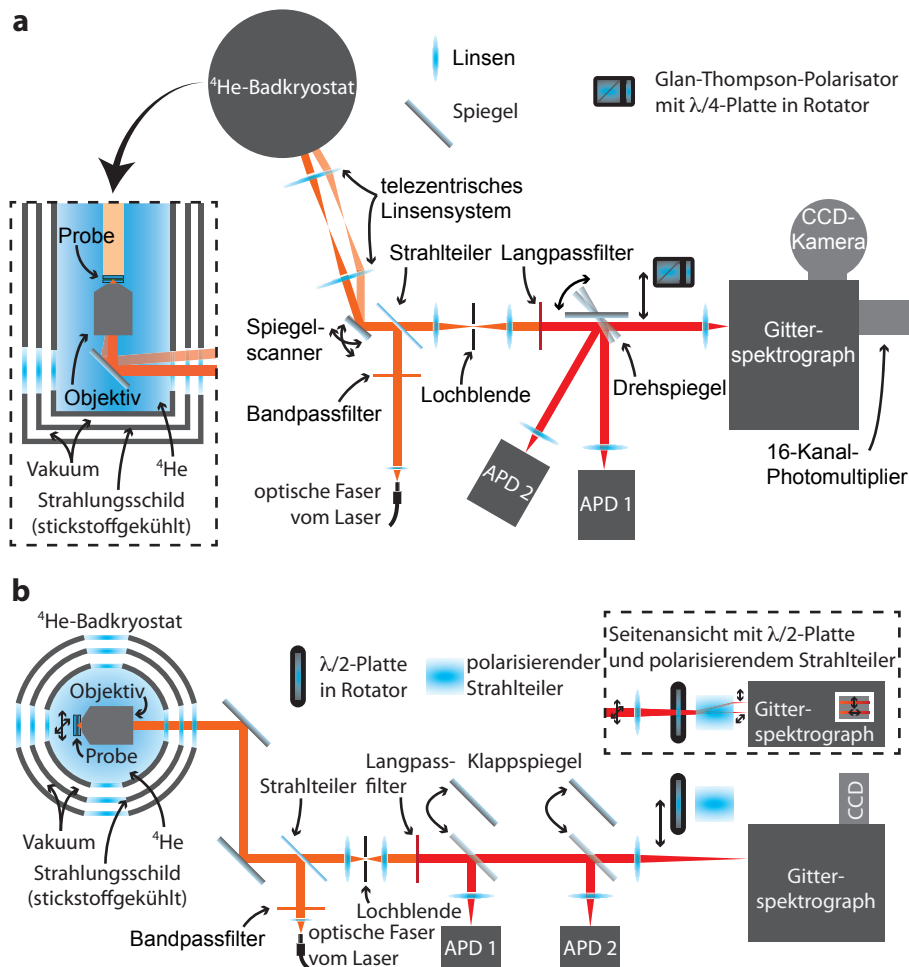 a
⁴He-Badkryostat
Linsen
Spiegel
Glan-Thompson-Polarisator
mit λ/4-Platte in Rotator
telezentrisches
Linsensystem
Strahlteiler
Langpassfilter
CCD-
Kamera
Probe
Objektiv
Spiegel-
scanner
Bandpassfilter
Lochblende
Drehspiegel
Gitter-
spektrograph
Vakuum
⁴He
Strahlungsschild
(stickstoffgekühlt)
optische Faser
vom Laser
APD 2
APD 1
16-Kanal-
Photomultiplier
b
⁴He-Badkryostat
Objektiv
Probe
λ/2-Platte
in Rotator
polarisierender
Strahlteiler
Seitenansicht mit λ/2-Platte
und polarisierendem Strahlteiler
Gitter-
spektrograph
Strahlteiler
Langpass-
filter
Klappspiegel
CCD
Vakuum
⁴He
Strahlungsschild
(stickstoffgekühlt)
Bandpassfilter
Lochblende
optische Faser
vom Laser
APD 1
APD 2
Gitter-
spektrograph